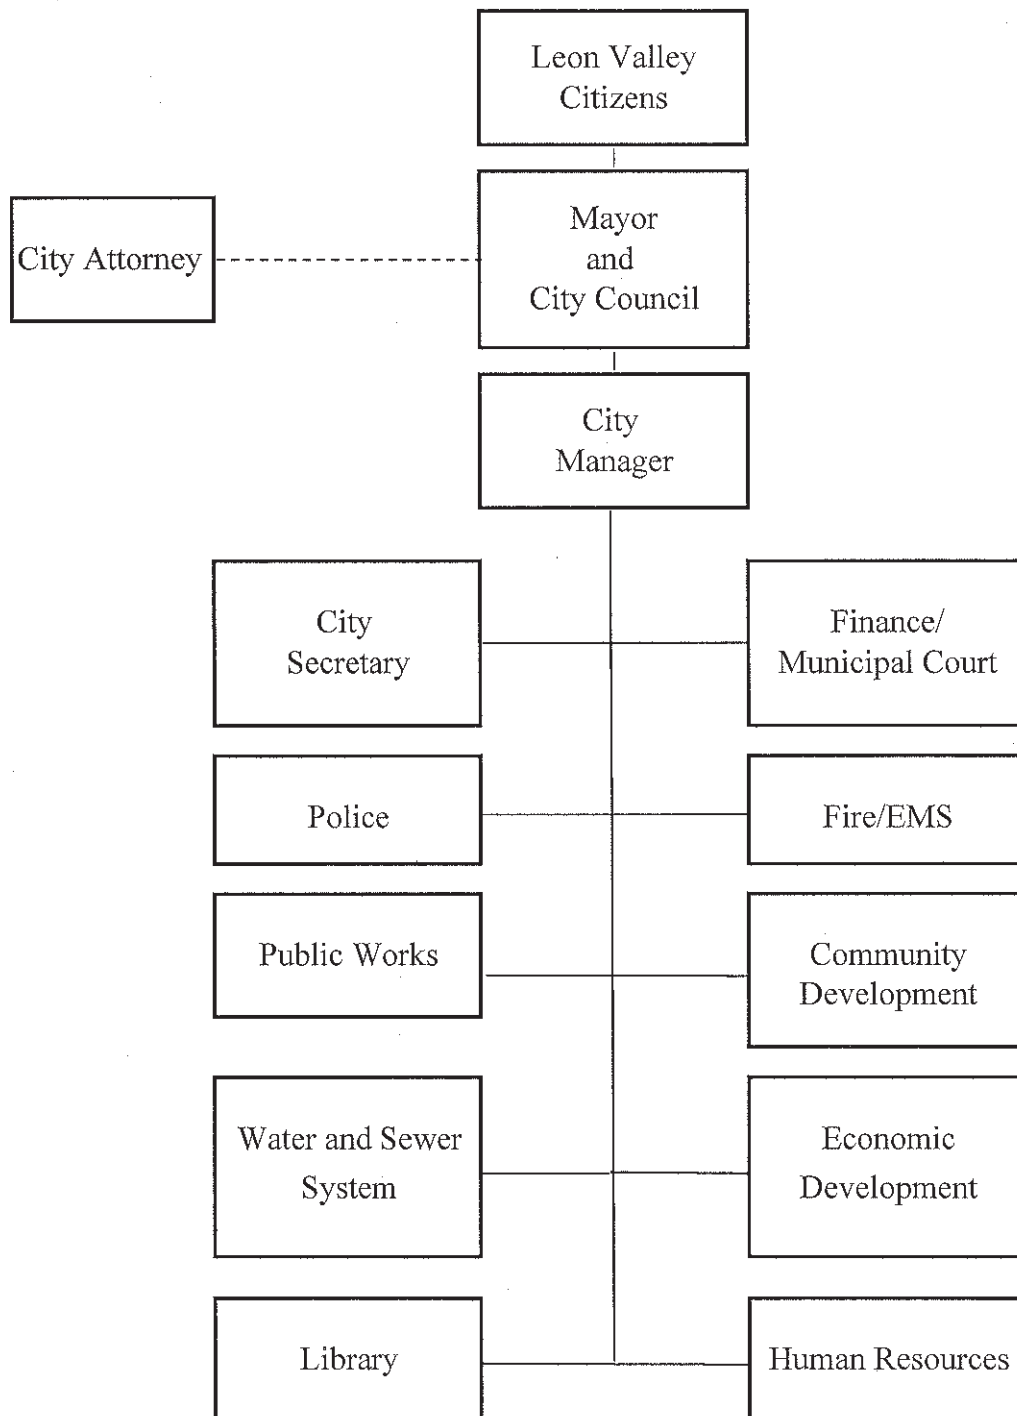 Leon Valley
Citizens
City Attorney
Mayor
and
City Council
City
Manager
City
Secretary
Finance/
Municipal Court
Police
Fire/EMS
Public Works
Community
Development
Water and Sewer
System
Economic
Development
Library
Human Resources